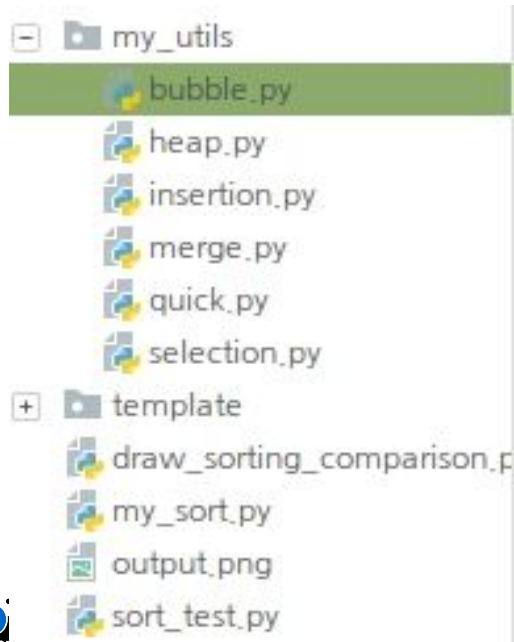 my_utils
bubble.py
heap.py
insertion.py
merge.py
quick.py
selection.py
template
draw_sorting_comparison.p
my_sort.py
output.png
sort_test.py